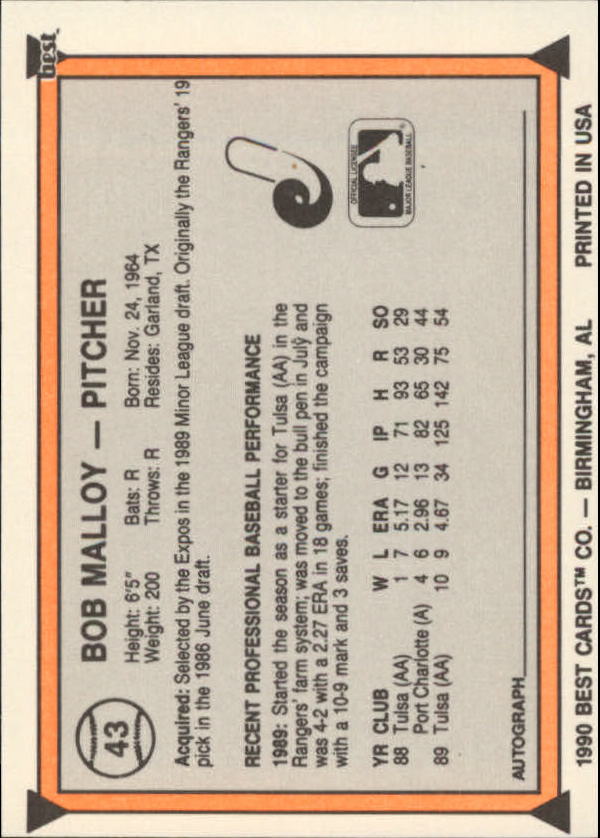 best
43
BOB MALLOY — PITCHER
Height: 6'5" Bats: R Born: Nov. 24, 1964
Weight: 200 Throws: R Resides: Garland, TX
Acquired: Selected by the Expos in the 1989 Minor League draft. Originally the Rangers' 19
pick in the 1986 June draft.
RECENT PROFESSIONAL BASEBALL PERFORMANCE
1989: Started the season as a starter for Tulsa (AA) in the
Rangers' farm system; was moved to the bull pen in July and
was 4-2 with a 2.27 ERA in 18 games; finished the campaign
with a 10-9 mark and 3 saves.
OFFICIAL LICENSEE
MAJOR LEAGUE BASEBALL
YR CLUB W L ERA G IP H R SO
88 Tulsa (AA) 1 7 5.17 12 71 93 53 29
Port Charlotte (A) 4 6 2.96 13 82 65 30 44
89 Tulsa (AA) 10 9 4.67 34 125 142 75 54
AUTOGRAPH
1990 BEST CARDS™ CO. — BIRMINGHAM, AL PRINTED IN USA